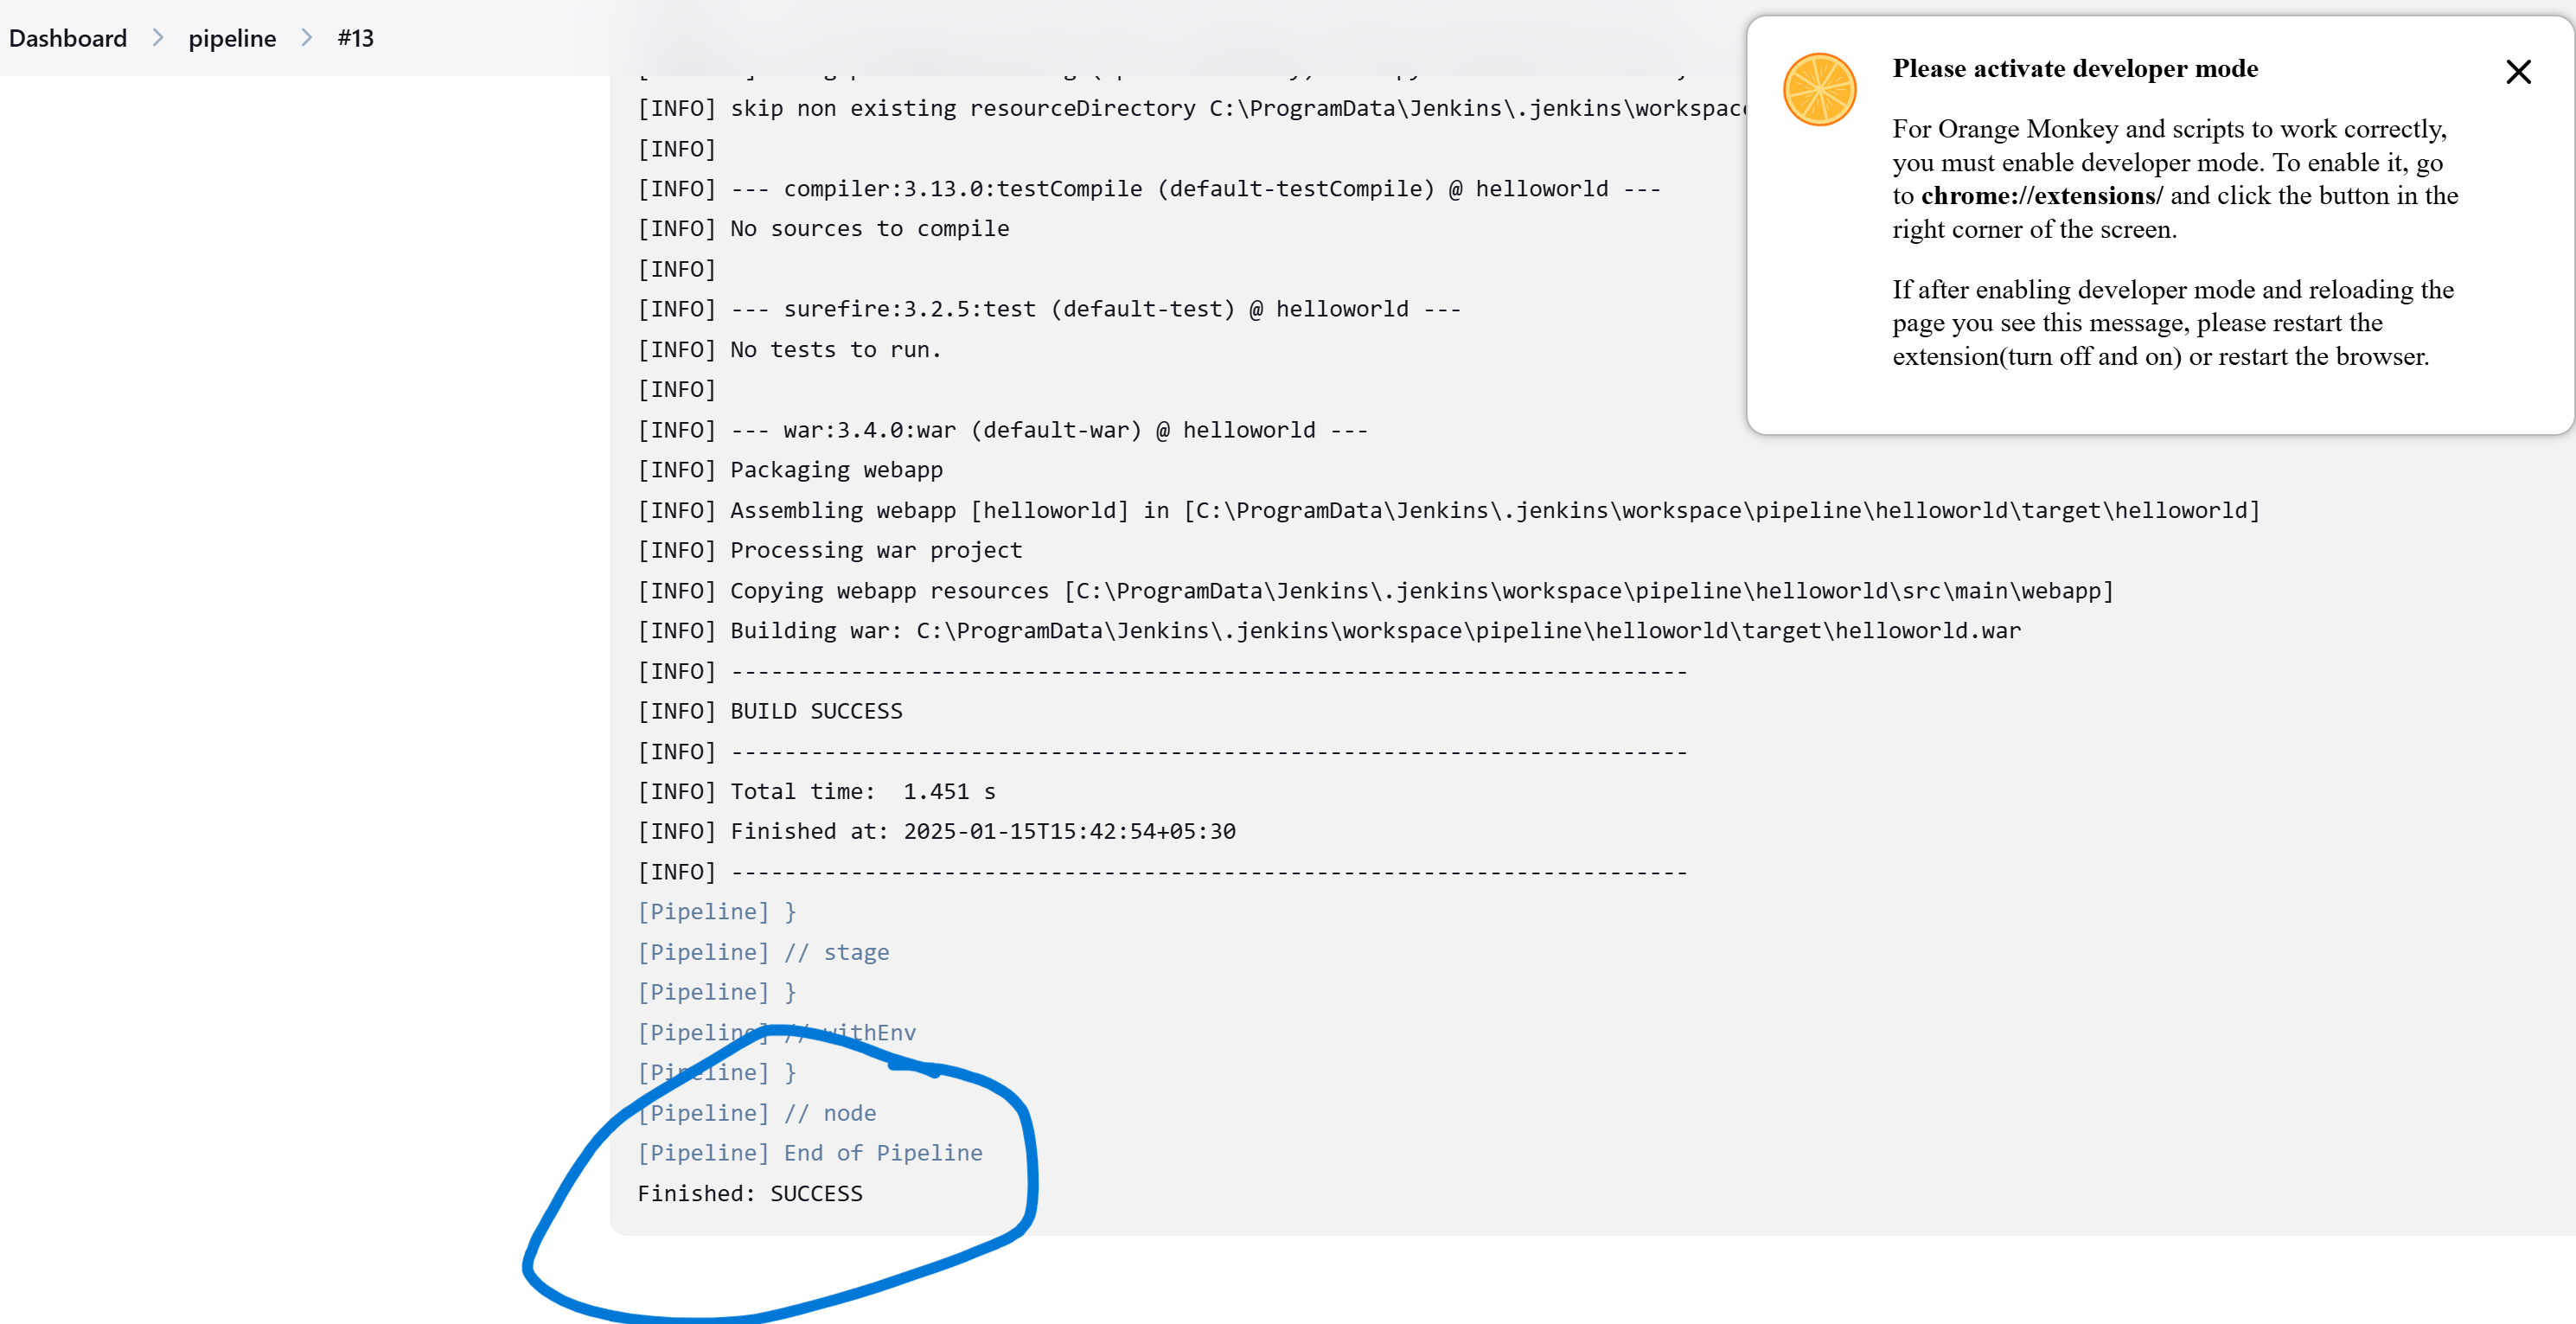 Dashboard > pipeline > #13
[INFO] skip non existing resourceDirectory C:\ProgramData\Jenkins\.jenkins\workspac
[INFO]
[INFO] --- compiler:3.13.0:testCompile (default-testCompile) @ helloworld ---
[INFO] No sources to compile
[INFO]
[INFO] --- surefire:3.2.5:test (default-test) @ helloworld ---
[INFO] No tests to run.
[INFO]
[INFO] --- war:3.4.0:war (default-war) @ helloworld ---
[INFO] Packaging webapp
[INFO] Assembling webapp [helloworld] in [C:\ProgramData\Jenkins\.jenkins\workspace\pipeline\helloworld\target\helloworld]
[INFO] Processing war project
[INFO] Copying webapp resources [C:\ProgramData\Jenkins\.jenkins\workspace\pipeline\helloworld\src\main\webapp]
[INFO] Building war: C:\ProgramData\Jenkins\.jenkins\workspace\pipeline\helloworld\target\helloworld.war
[INFO] ------------------------------------------------------------------------
[INFO] BUILD SUCCESS
[INFO] ------------------------------------------------------------------------
[INFO] Total time:  1.451 s
[INFO] Finished at: 2025-01-15T15:42:54+05:30
[INFO] ------------------------------------------------------------------------
[Pipeline] }
[Pipeline] // stage
[Pipeline] }
[Pipeline] // withEnv
[Pipeline] }
[Pipeline] // node
[Pipeline] End of Pipeline
Finished: SUCCESS
Please activate developer mode
For Orange Monkey and scripts to work correctly,
you must enable developer mode. To enable it, go
to chrome://extensions/ and click the button in the
right corner of the screen.
If after enabling developer mode and reloading the
page you see this message, please restart the
extension(turn off and on) or restart the browser.